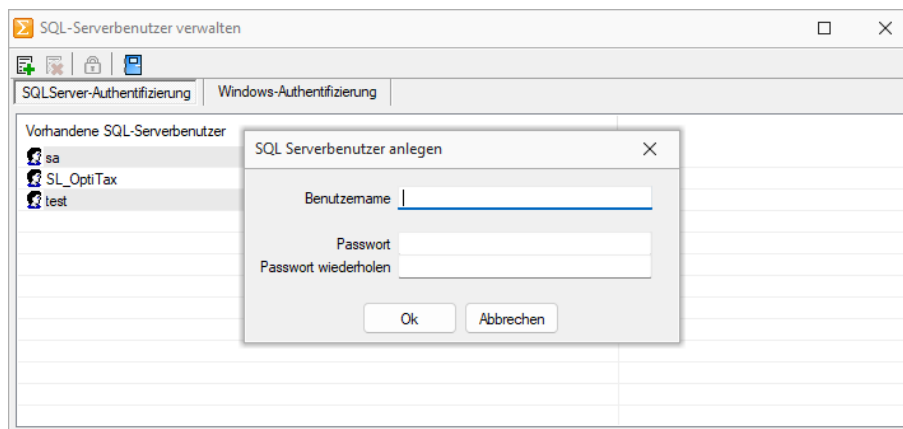 SQL-Serverbenutzer verwalten
SQLServer-Authentifizierung
Windows-Authentifizierung
Vorhandene SQL-Serverbenutzer
sa
SL_OptiTax
test
SQL Serverbenutzer anlegen
Benutzername
Passwort
Passwort wiederholen
Ok
Abbrechen